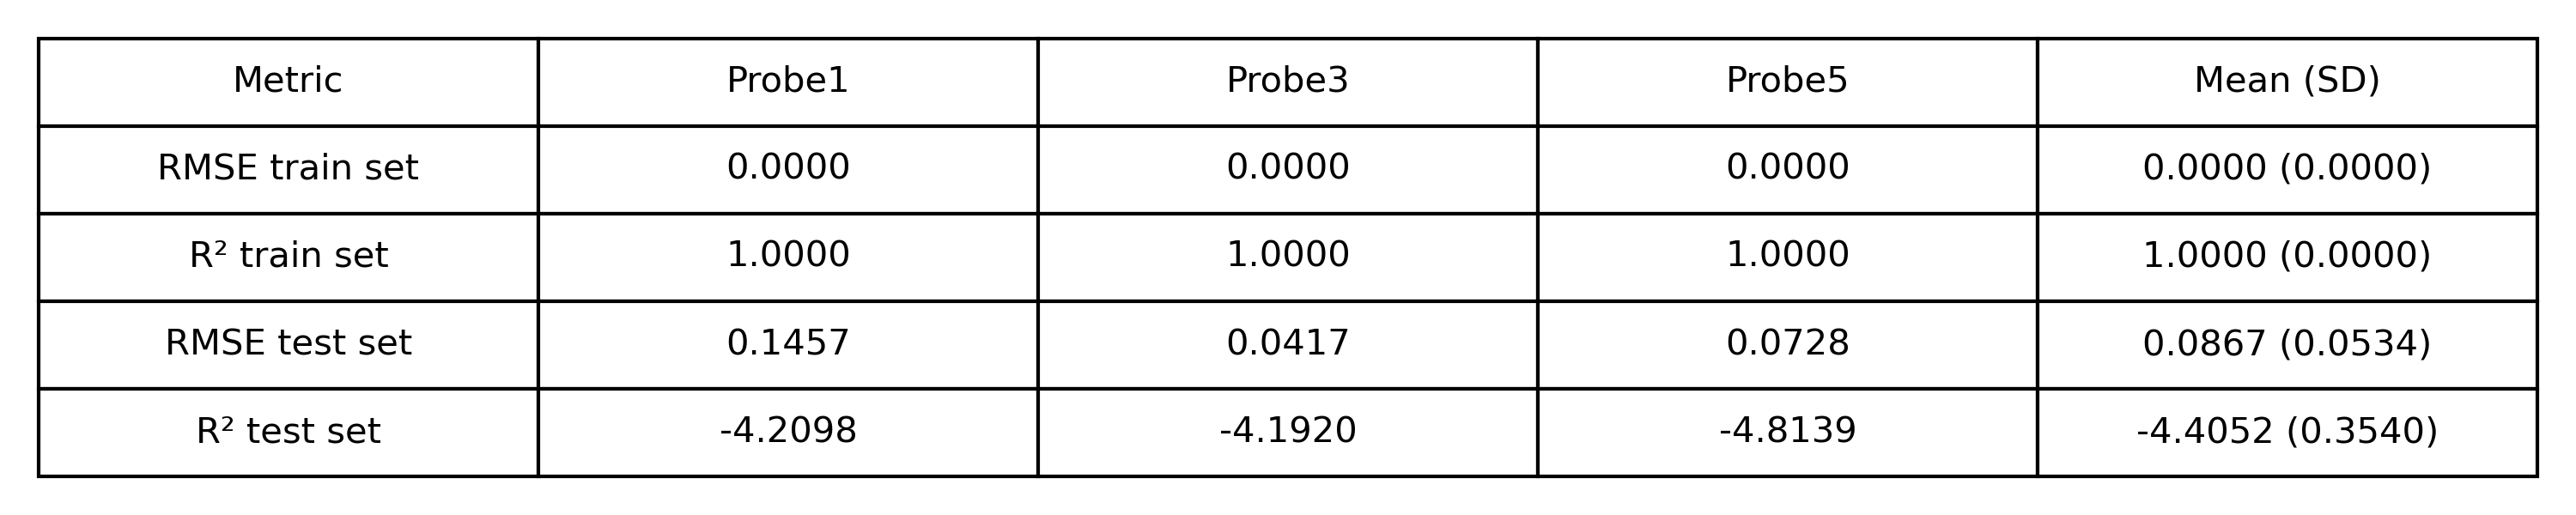 Metric Probe1 Probe3 Probe5 Mean (SD)
RMSE train set 0.0000 0.0000 0.0000 0.0000 (0.0000)
R² train set 1.0000 1.0000 1.0000 1.0000 (0.0000)
RMSE test set 0.1457 0.0417 0.0728 0.0867 (0.0534)
R² test set -4.2098 -4.1920 -4.8139 -4.4052 (0.3540)